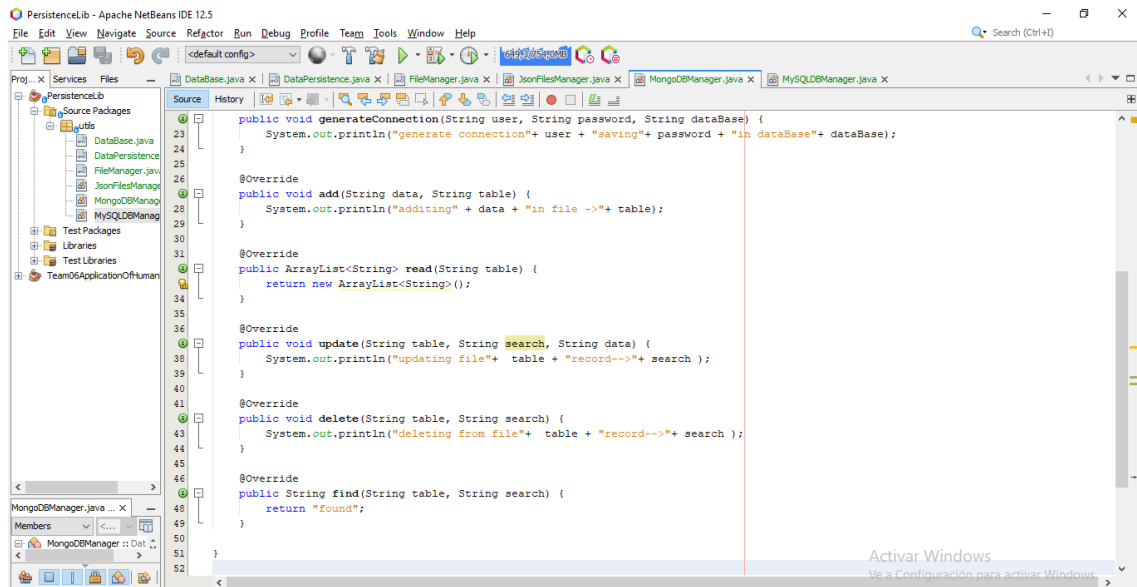 PersistenceLib - Apache NetBeans IDE 12.5
File Edit View Navigate Source Refactor Run Debug Profile Team Tools Window Help
Search (Ctrl+I)
<default config>
649,3/754,0MB
Proj... Services Files
DataBase.java DataPersistence.java FileManager.java JsonFilesManager.java MongoDBManager.java MySQLDBManager.java
Source History
PersistenceLib
Source Packages
utils
DataBase.java
DataPersistence
FileManager.java
JsonFilesManage
MongoDBManag
MySQLDBManag
Test Packages
Libraries
Test Libraries
Team06ApplicationOfHuman
public void generateConnection(String user, String password, String dataBase) {
23 System.out.println("generate connection"+ user + "saving"+ password + "in dataBase"+ dataBase);
24 }
25
26 @Override
public void add(String data, String table) {
28 System.out.println("additing" + data + "in file ->"+ table);
29 }
30
31 @Override
public ArrayList<String> read(String table) {
return new ArrayList<String>();
34 }
35
36 @Override
public void update(String table, String search, String data) {
38 System.out.println("updating file"+  table + "record-->"+ search );
39 }
40
41 @Override
public void delete(String table, String search) {
43 System.out.println("deleting from file"+  table + "record-->"+ search );
44 }
45
46 @Override
public String find(String table, String search) {
48 return "found";
49 }
50
51 }
52
MongoDBManager.java ...
Members <...
MongoDBManager :: Dat
Activar Windows
Ve a Configuración para activar Windows.